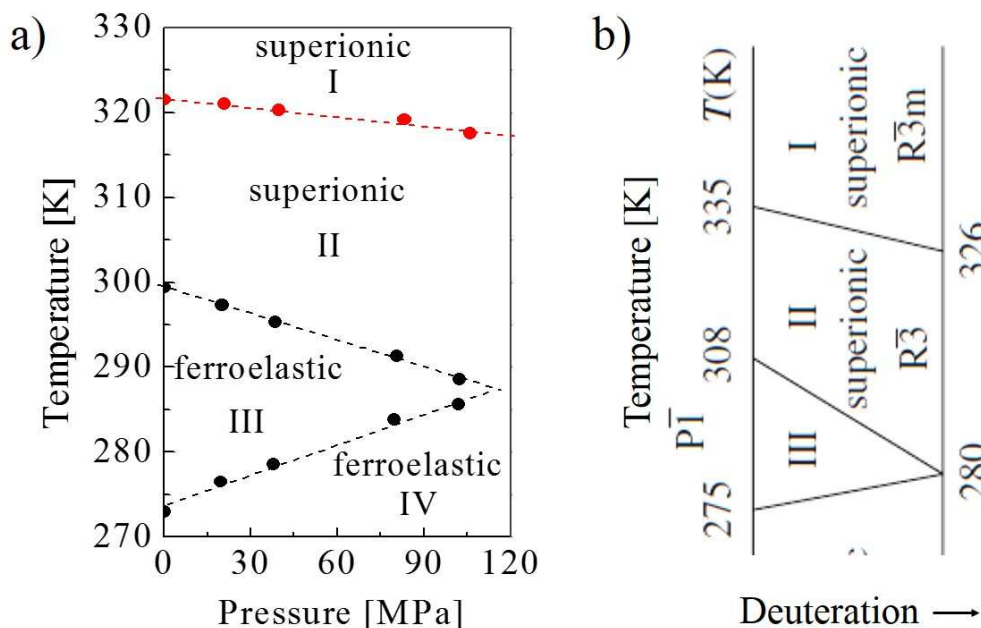 a)
330
320
310
300
290
280
270
Temperature [K]
superionic
I
superionic
II
ferroelastic
III
ferroelastic
IV
0
30
60
90
120
Pressure [MPa]
b)
T(K)
335
308
275
P1̅
Temperature [K]
I
superionic
R3̅m
II
superionic
R3̅
III
326
280
Deuteration →